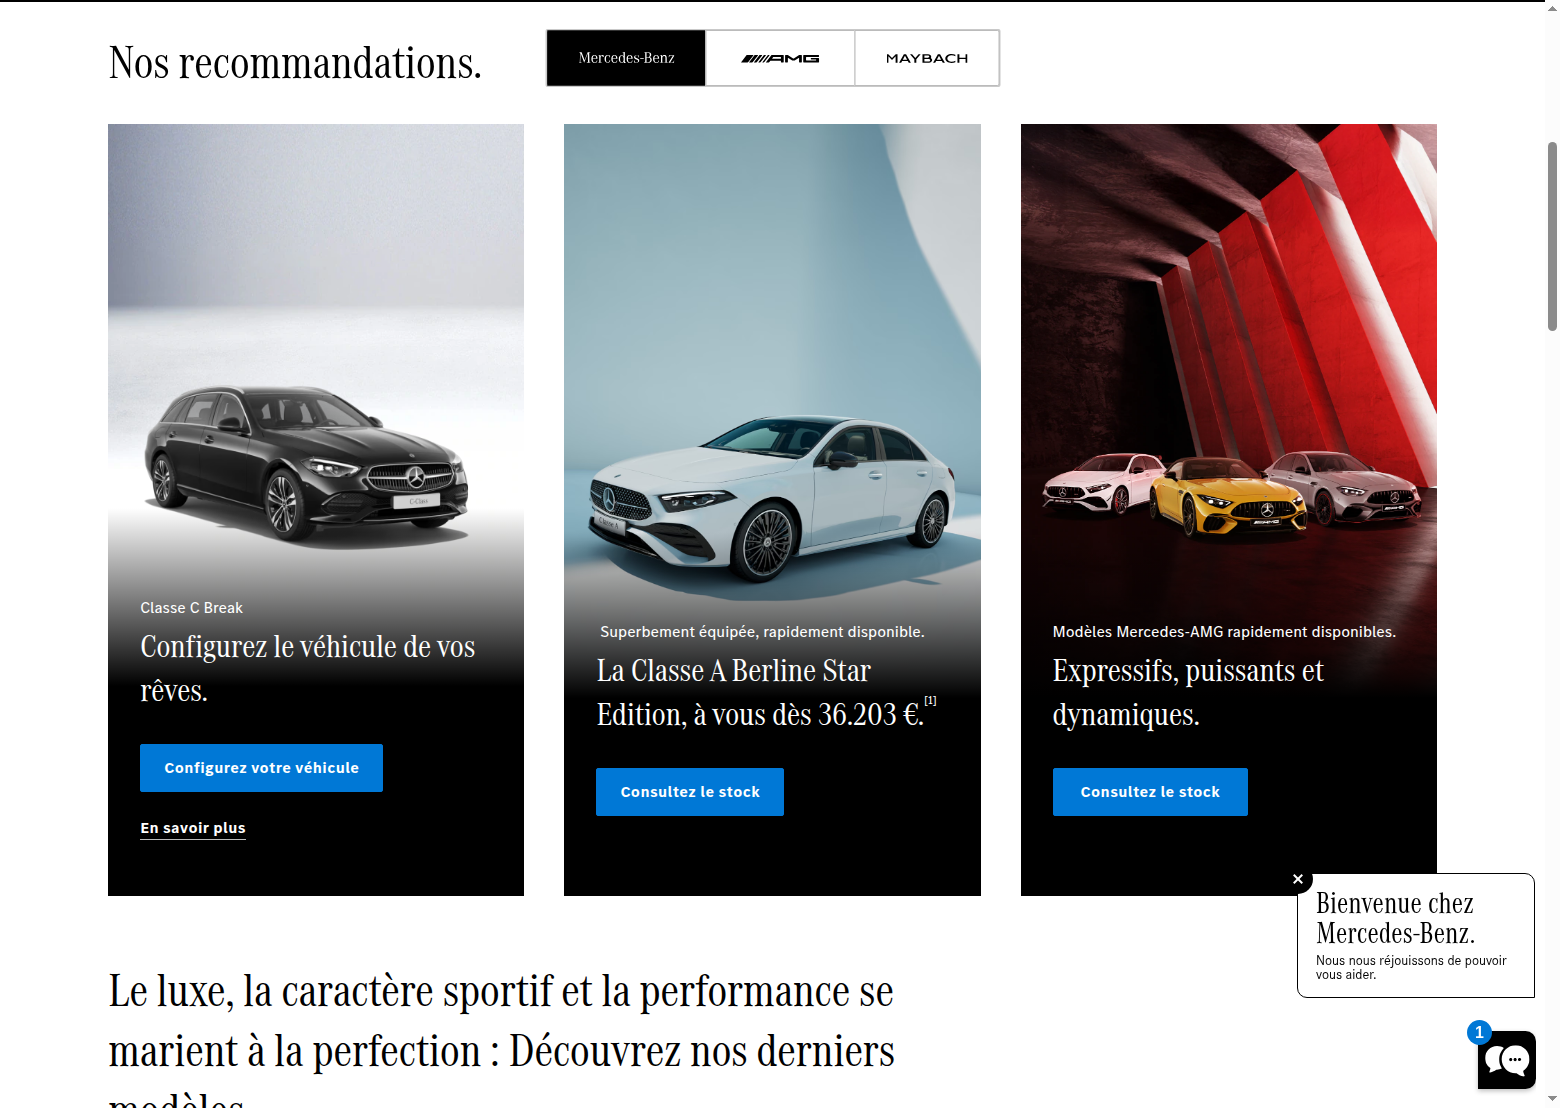 Nos recommandations.
Mercedes-Benz
AMG
MAYBACH
Classe C Break
Configurez le véhicule de vos
rêves.
Configurez votre véhicule
En savoir plus
Superbement équipée, rapidement disponible.
La Classe A Berline Star
Edition, à vous dès 36.203 €.[1]
Consultez le stock
Modèles Mercedes-AMG rapidement disponibles.
Expressifs, puissants et
dynamiques.
Consultez le stock
Bienvenue chez
Mercedes-Benz.
Nous nous réjouissons de pouvoir
vous aider.
1
Le luxe, la caractère sportif et la performance se
marient à la perfection : Découvrez nos derniers
modèles